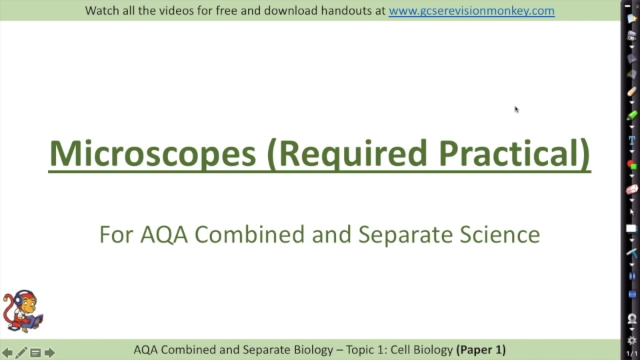 Watch all the videos for free and download handouts at www.gcserevisionmonkey.com
Microscopes (Required Practical)
For AQA Combined and Separate Science
AQA Combined and Separate Biology – Topic 1: Cell Biology (Paper 1)